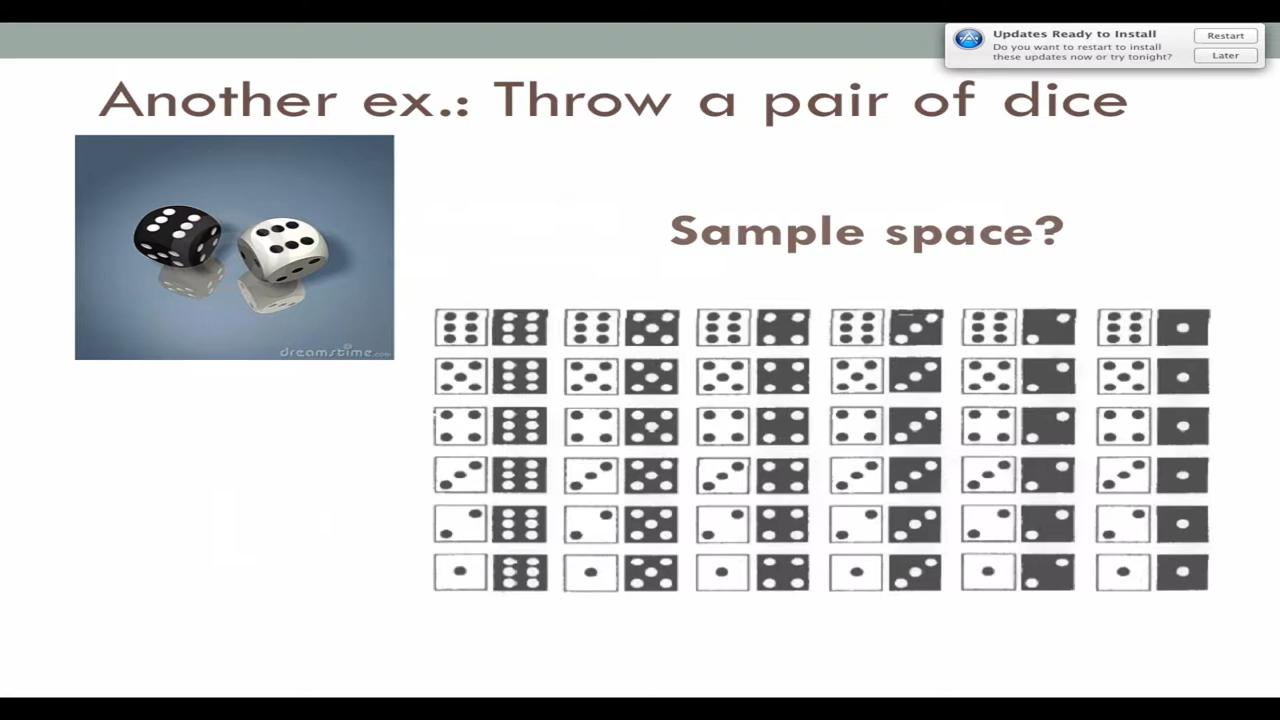 Updates Ready to Install
Do you want to restart to install
these updates now or try tonight?
Restart
Later
Another ex.: Throw a pair of dice
Sample space?
dreamstime.com